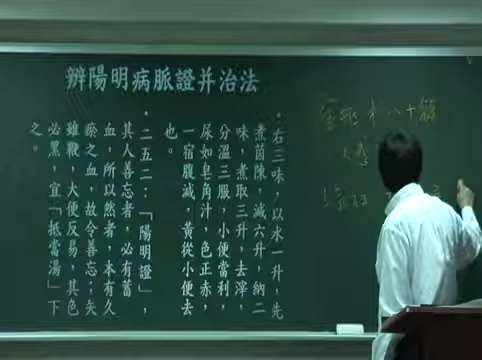 辨陽明病脈證并治法
。右三味，以水一升，先
煮茵陳，減六升，納二
味，煮取三升，去滓，
分溫三服，小便當利，
尿如皂角汁，色正赤，
一宿腹減，黃從小便去
也。
。二五二：「陽明證」，
其人善忘者，必有蓄
血，所以然者，本有久
瘀之血，故令善忘；矢
雖鞕，大便反易，其色
必黑，宜「抵當湯」下
之。